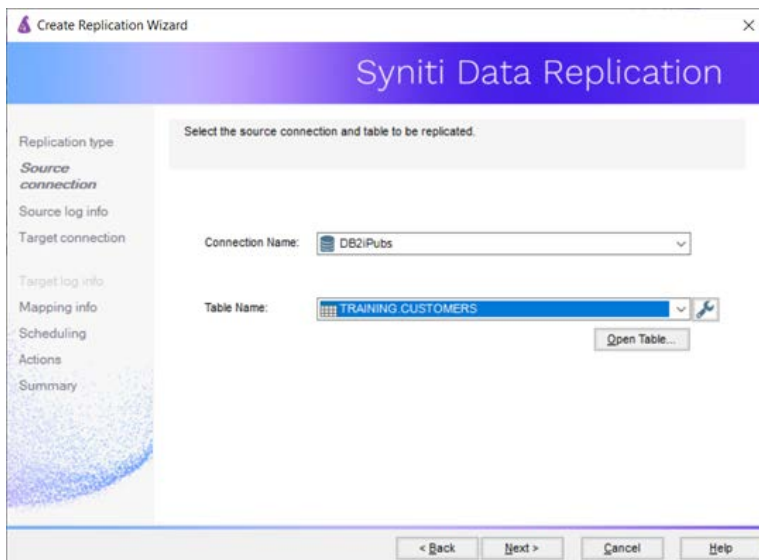 Create Replication Wizard
Syniti Data Replication
Replication type
Source
connection
Source log info
Target connection
Target log info
Mapping info
Scheduling
Actions
Summary
Select the source connection and table to be replicated.
Connection Name: DB2iPubs
Table Name: TRAINING.CUSTOMERS
Open Table...
< Back Next > Cancel Help